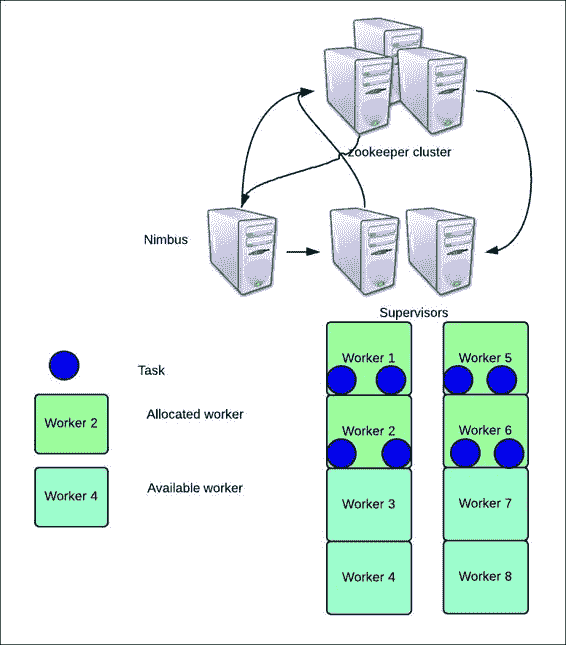 zookeeper cluster
Nimbus
Supervisors
Task
Worker 2
Allocated worker
Worker 4
Available worker
Worker 1
Worker 5
Worker 2
Worker 6
Worker 3
Worker 7
Worker 4
Worker 8